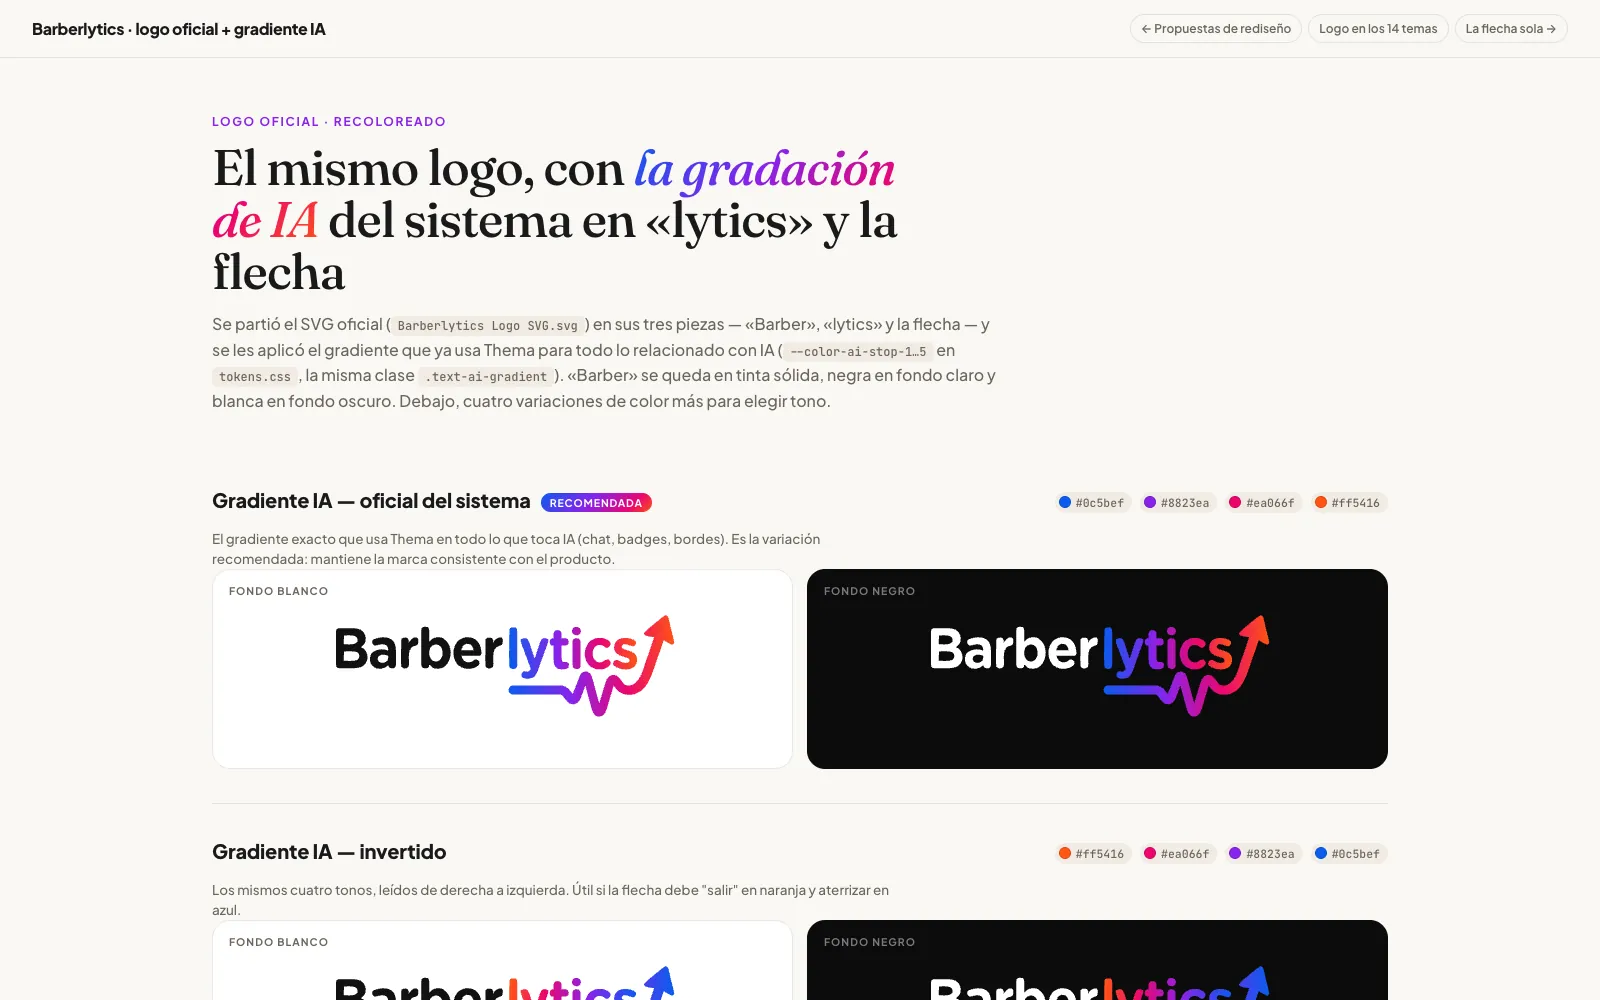 Barberlytics · logo oficial + gradiente IA
← Propuestas de rediseño
Logo en los 14 temas
La flecha sola →
LOGO OFICIAL · RECOLOREADO
El mismo logo, con la gradación
de IA del sistema en «lytics» y la
flecha
Se partió el SVG oficial ( Barberlytics Logo SVG.svg ) en sus tres piezas — «Barber», «lytics» y la flecha — y
se les aplicó el gradiente que ya usa Thema para todo lo relacionado con IA ( --color-ai-stop-1…5 en
tokens.css , la misma clase .text-ai-gradient ). «Barber» se queda en tinta sólida, negra en fondo claro y
blanca en fondo oscuro. Debajo, cuatro variaciones de color más para elegir tono.
Gradiente IA — oficial del sistema RECOMENDADA
#0c5bef #8823ea #ea066f #ff5416
El gradiente exacto que usa Thema en todo lo que toca IA (chat, badges, bordes). Es la variación
recomendada: mantiene la marca consistente con el producto.
FONDO BLANCO
Barberlytics
FONDO NEGRO
Barberlytics
Gradiente IA — invertido
#ff5416 #ea066f #8823ea #0c5bef
Los mismos cuatro tonos, leídos de derecha a izquierda. Útil si la flecha debe "salir" en naranja y aterrizar en
azul.
FONDO BLANCO
Barberlytics
FONDO NEGRO
Barberlytics